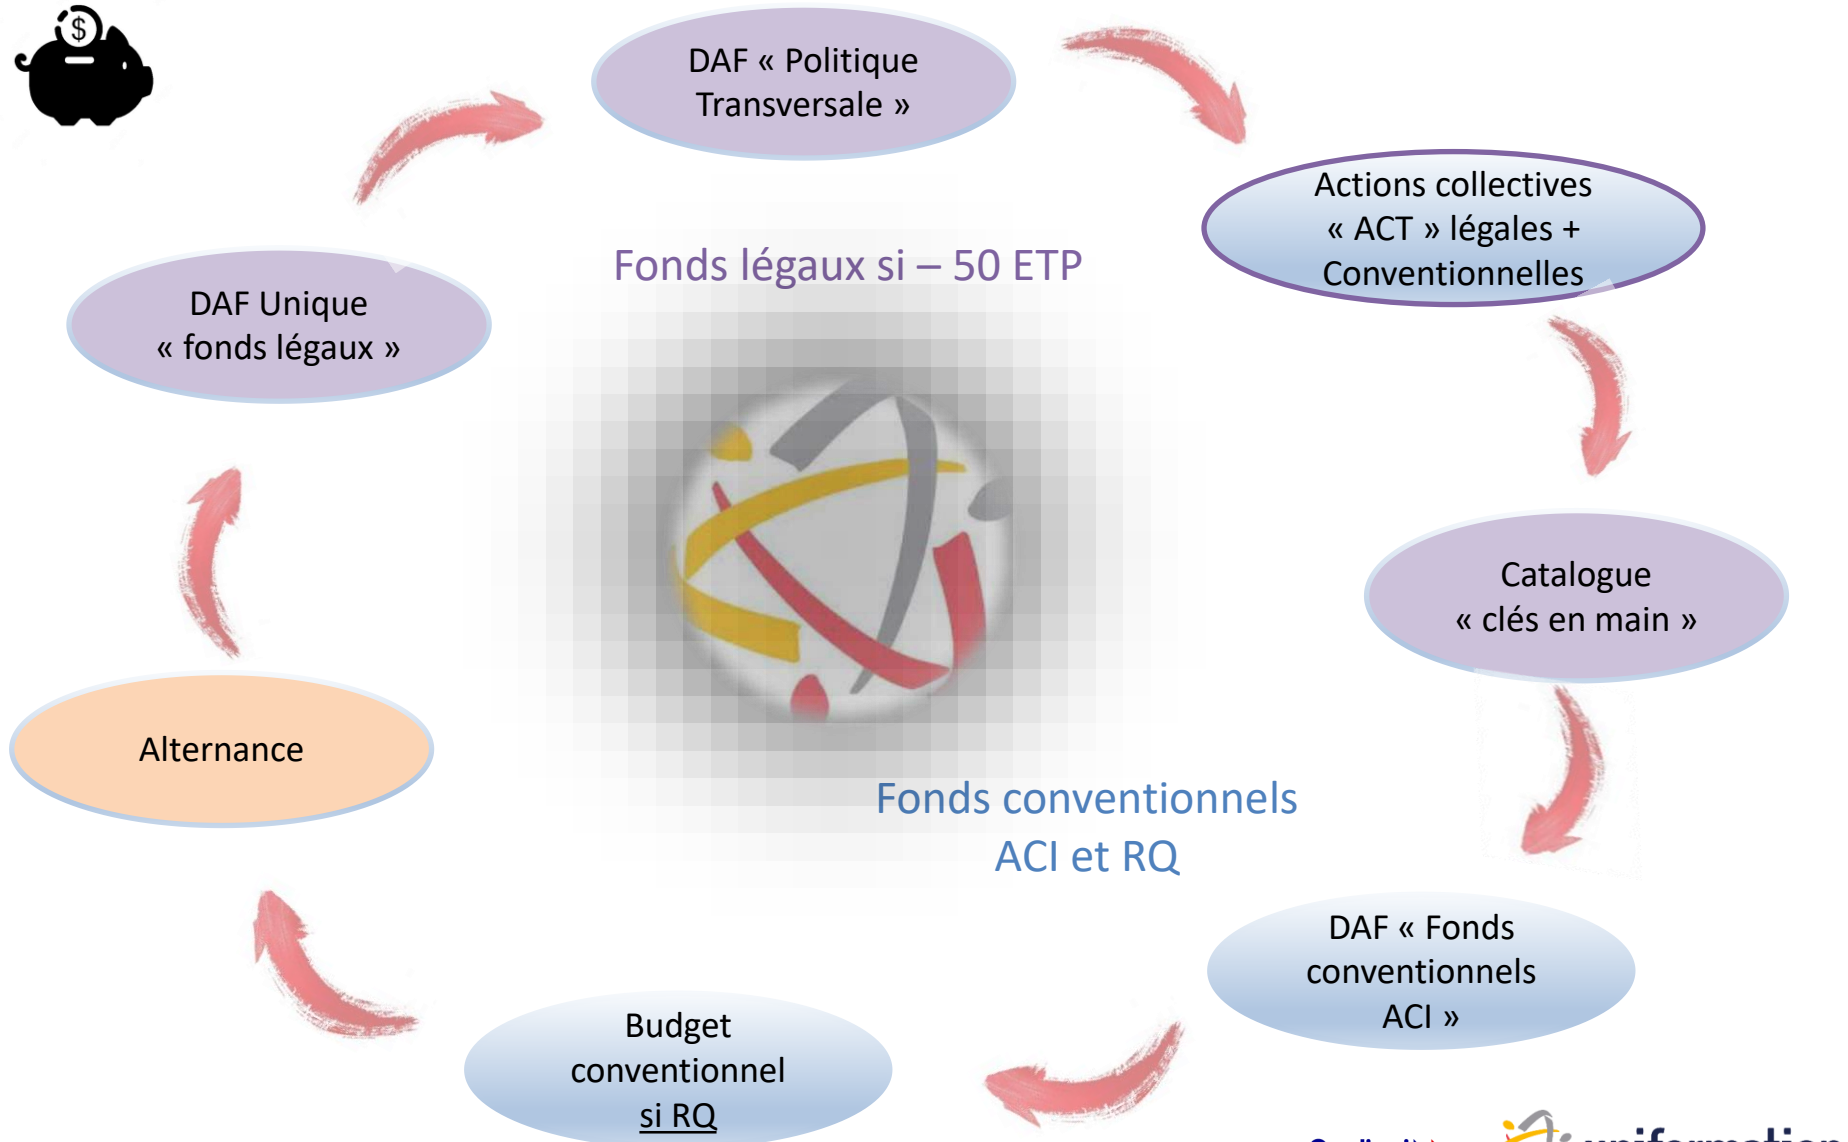 $
DAF « Politique
Transversale »
Actions collectives
« ACT » légales +
Conventionnelles
Fonds légaux si – 50 ETP
DAF Unique
« fonds légaux »
Catalogue
« clés en main »
Alternance
Fonds conventionnels
ACI et RQ
DAF « Fonds
conventionnels
ACI »
Budget
conventionnel
si RQ
uniformation